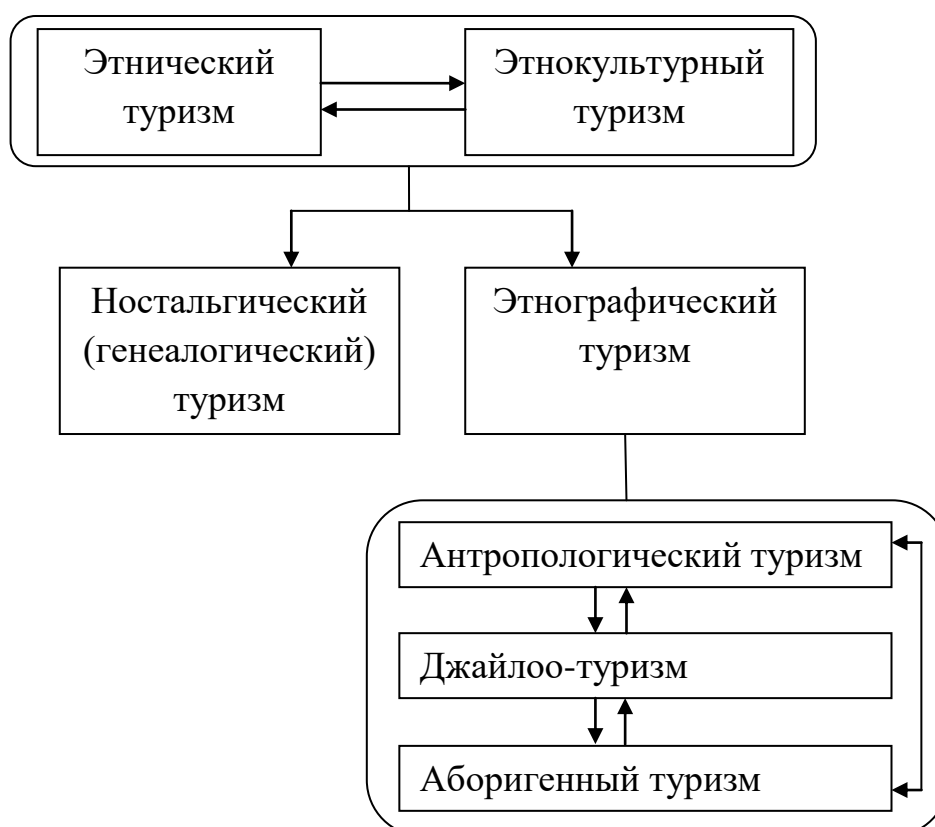 Этнический
туризм
Этнокультурный
туризм
Ностальгический
(генеалогический)
туризм
Этнографический
туризм
Антропологический туризм
Джайлоо-туризм
Аборигенный туризм